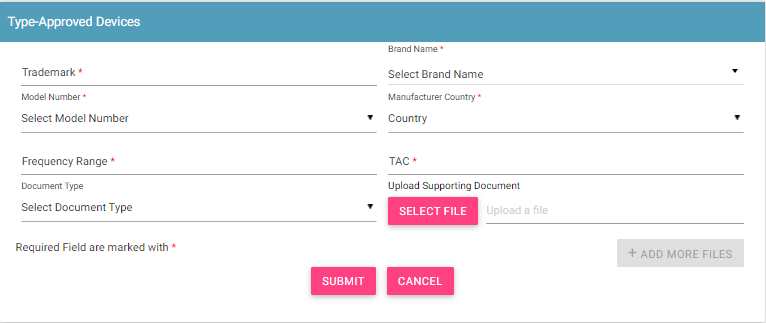 Type-Approved Devices
Brand Name *
Trademark *
Select Brand Name
Model Number *
Manufacturer Country *
Select Model Number
Country
Frequency Range *
TAC *
Document Type
Upload Supporting Document
Select Document Type
SELECT FILE
Upload a file
Required Field are marked with *
+ ADD MORE FILES
SUBMIT
CANCEL